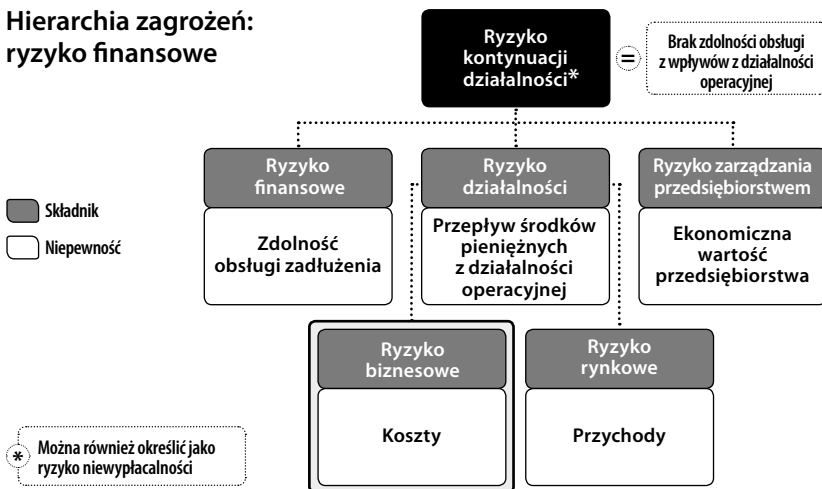 Hierarchia zagrożeń:
ryzyko finansowe
Ryzyko
kontynuacji
działalności*
=
Brak zdolności obsługi
z wpływów z działalności
operacyjnej
Ryzyko
finansowe
Zdolność
obsługi zadłużenia
Ryzyko
działalności
Przepływ środków
pieniężnych
z działalności
operacyjnej
Ryzyko zarządzania
przedsiębiorstwem
Ekonomiczna
wartość
przedsiębiorstwa
Składnik
Niepewność
Ryzyko
biznesowe
Koszty
Ryzyko
rynkowe
Przychody
* Można również określić jako
ryzyko niewypłacalności